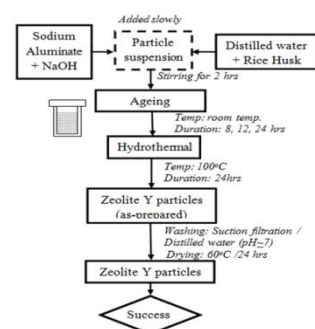 Added slowly
Sodium
Aluminate
+ NaOH
Particle
suspension
Distilled water
+ Rice Husk
Stirring for 2 hrs
Ageing
Temp: room temp.
Duration: 8, 12, 24 hrs
Hydrothermal
Temp: 100°C
Duration: 24hrs
Zeolite Y particles
(as-prepared)
Washing: Suction filtration /
Distilled water (pH~7)
Drying: 60°C /24 hrs
Zeolite Y particles
Success